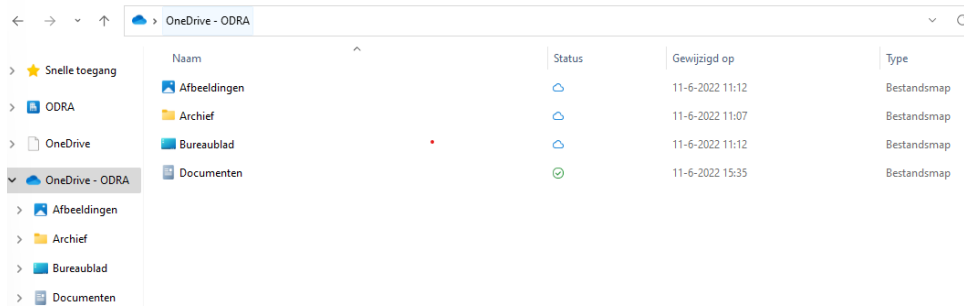 OneDrive - ODRA
Naam Status Gewijzigd op Type
Snelle toegang
Afbeeldingen 11-6-2022 11:12 Bestandsmap
ODRA
Archief 11-6-2022 11:07 Bestandsmap
OneDrive
Bureaublad 11-6-2022 11:12 Bestandsmap
OneDrive - ODRA
Documenten 11-6-2022 15:35 Bestandsmap
Afbeeldingen
Archief
Bureaublad
Documenten